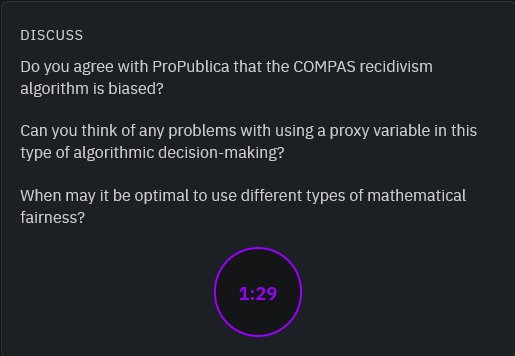 DISCUSS
Do you agree with ProPublica that the COMPAS recidivism
algorithm is biased?
Can you think of any problems with using a proxy variable in this
type of algorithmic decision-making?
When may it be optimal to use different types of mathematical
fairness?
1:29